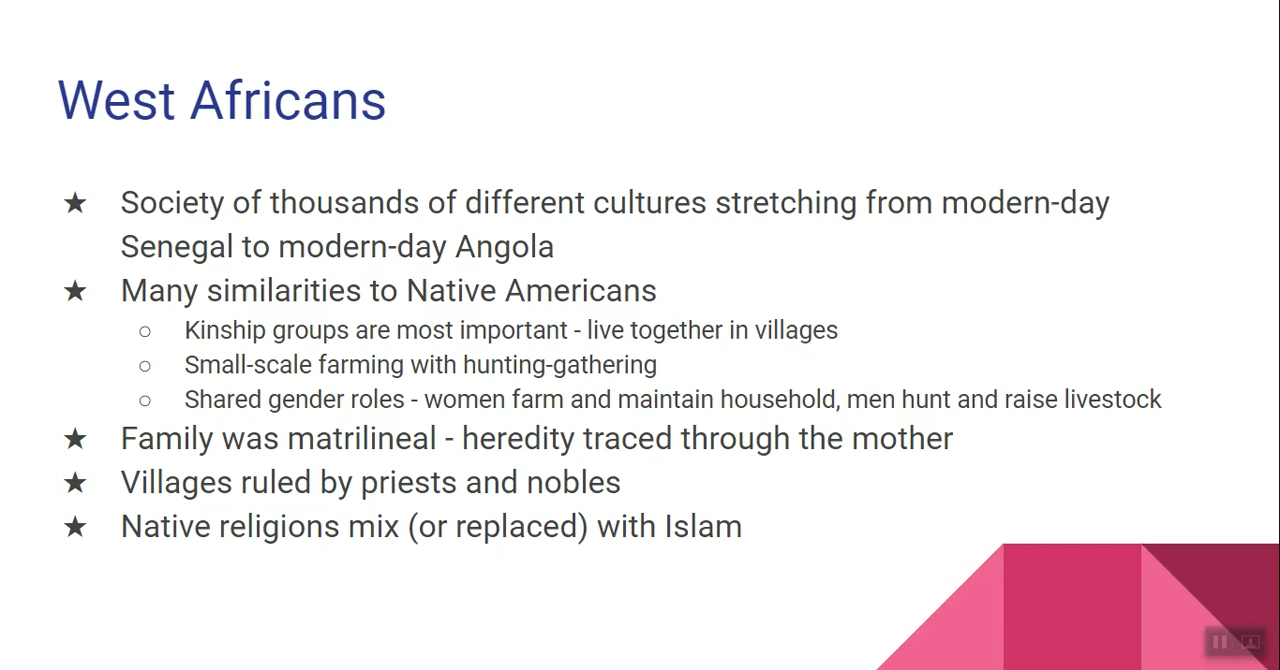 West Africans
★ Society of thousands of different cultures stretching from modern-day
Senegal to modern-day Angola
★ Many similarities to Native Americans
○ Kinship groups are most important - live together in villages
○ Small-scale farming with hunting-gathering
○ Shared gender roles - women farm and maintain household, men hunt and raise livestock
★ Family was matrilineal - heredity traced through the mother
★ Villages ruled by priests and nobles
★ Native religions mix (or replaced) with Islam